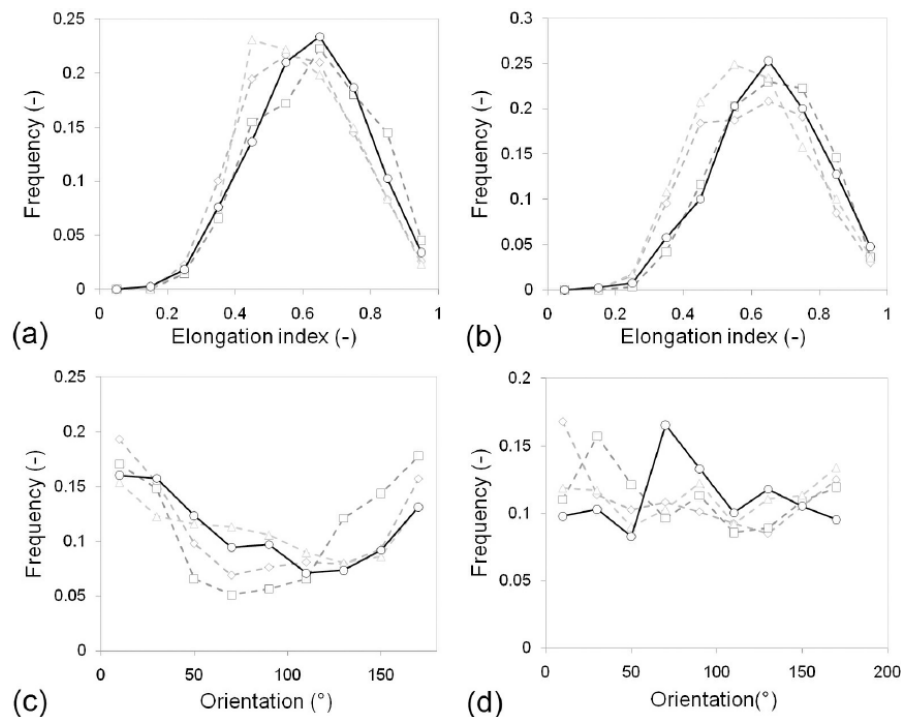 0.25
0.2
0.15
0.1
0.05
0
Frequency (-)
0 0.2 0.4 0.6 0.8 1
(a) Elongation index (-)
0.3
0.25
0.2
0.15
0.1
0.05
0
Frequency (-)
0 0.2 0.4 0.6 0.8 1
(b) Elongation index (-)
0.25
0.2
0.15
0.1
0.05
0
Frequency (-)
0 50 100 150
(c) Orientation (°)
0.2
0.15
0.1
0.05
0
Frequency (-)
0 50 100 150 200
(d) Orientation(°)